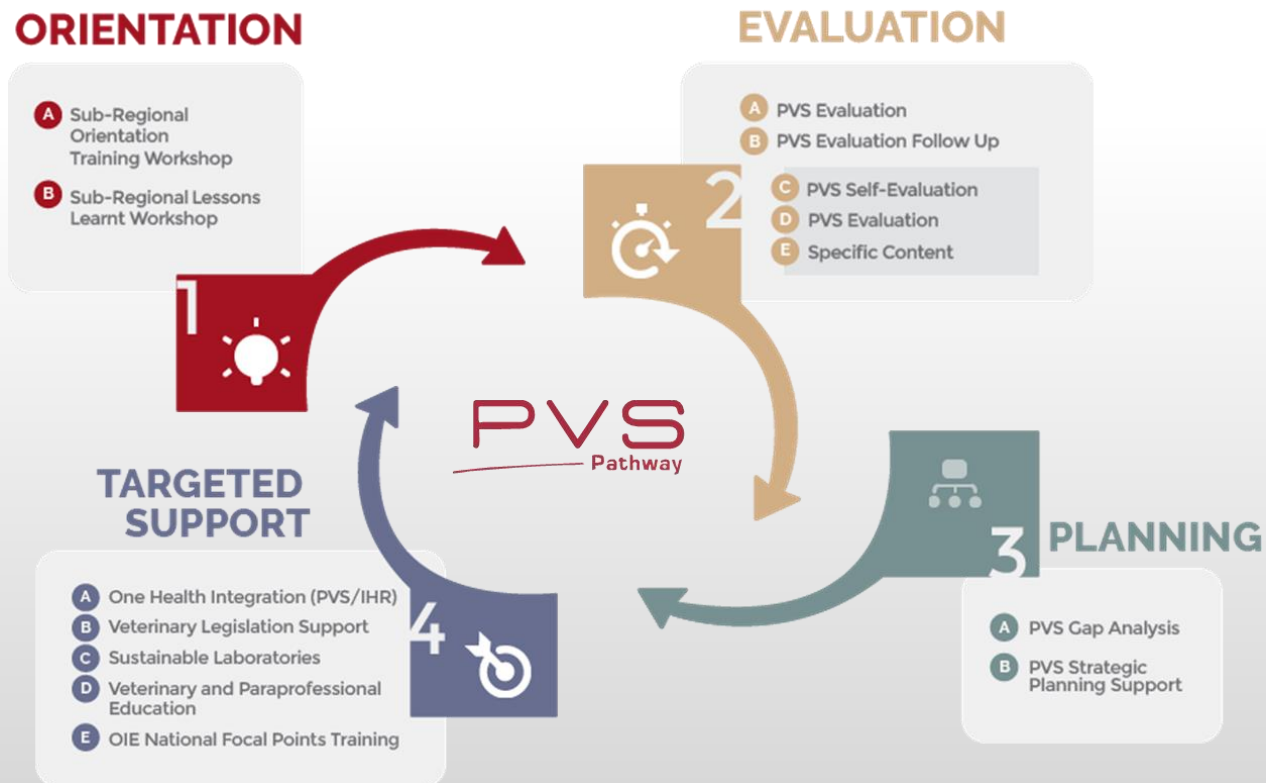 ORIENTATION
A Sub-Regional
Orientation
Training Workshop
B Sub-Regional Lessons
Learnt Workshop
1
EVALUATION
A PVS Evaluation
B PVS Evaluation Follow Up
C PVS Self-Evaluation
D PVS Evaluation
E Specific Content
2
PVS
Pathway
3
PLANNING
A PVS Gap Analysis
B PVS Strategic
Planning Support
TARGETED
SUPPORT
A One Health Integration (PVS/IHR)
B Veterinary Legislation Support
C Sustainable Laboratories
D Veterinary and Paraprofessional
Education
E OIE National Focal Points Training
4